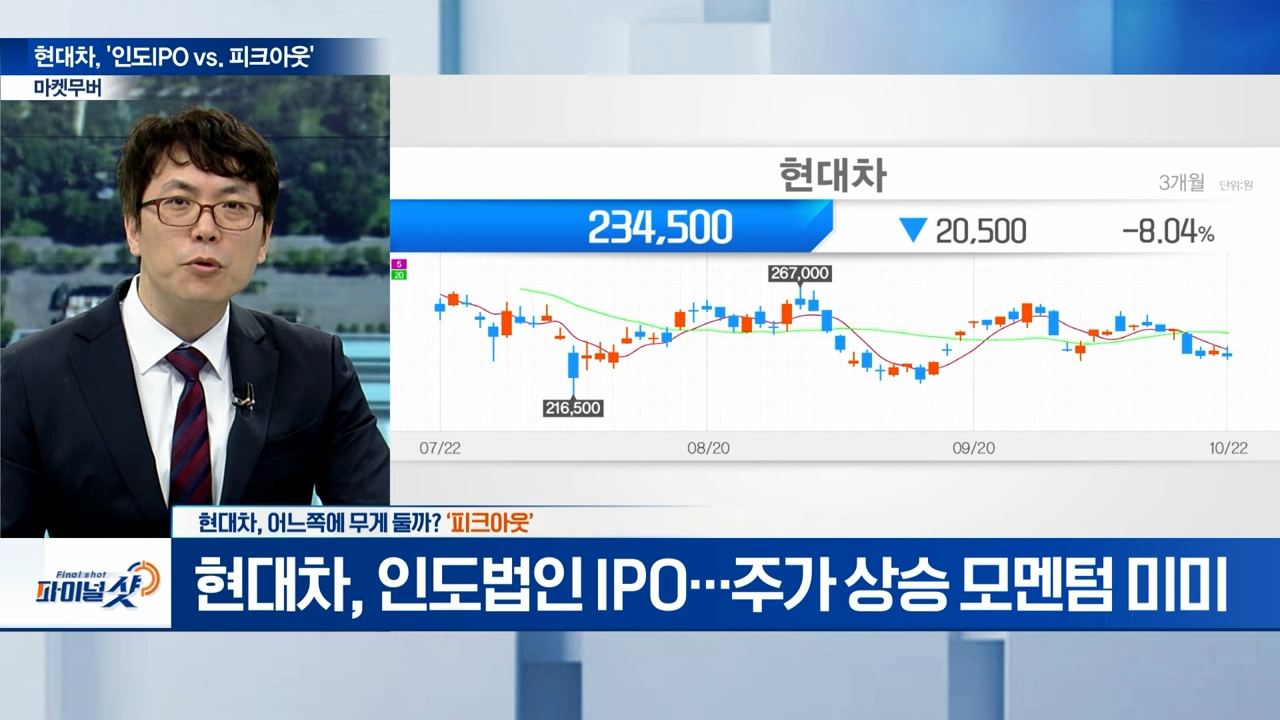 현대차, '인도IPO vs. 피크아웃'
마켓무버
현대차
3개월 단위:원
234,500 ▼ 20,500 -8.04%
5
20
267,000
216,500
07/22 08/20 09/20 10/22
현대차, 어느쪽에 무게 둘까? '피크아웃'
Final shot
파이널샷
현대차, 인도법인 IPO…주가 상승 모멘텀 미미